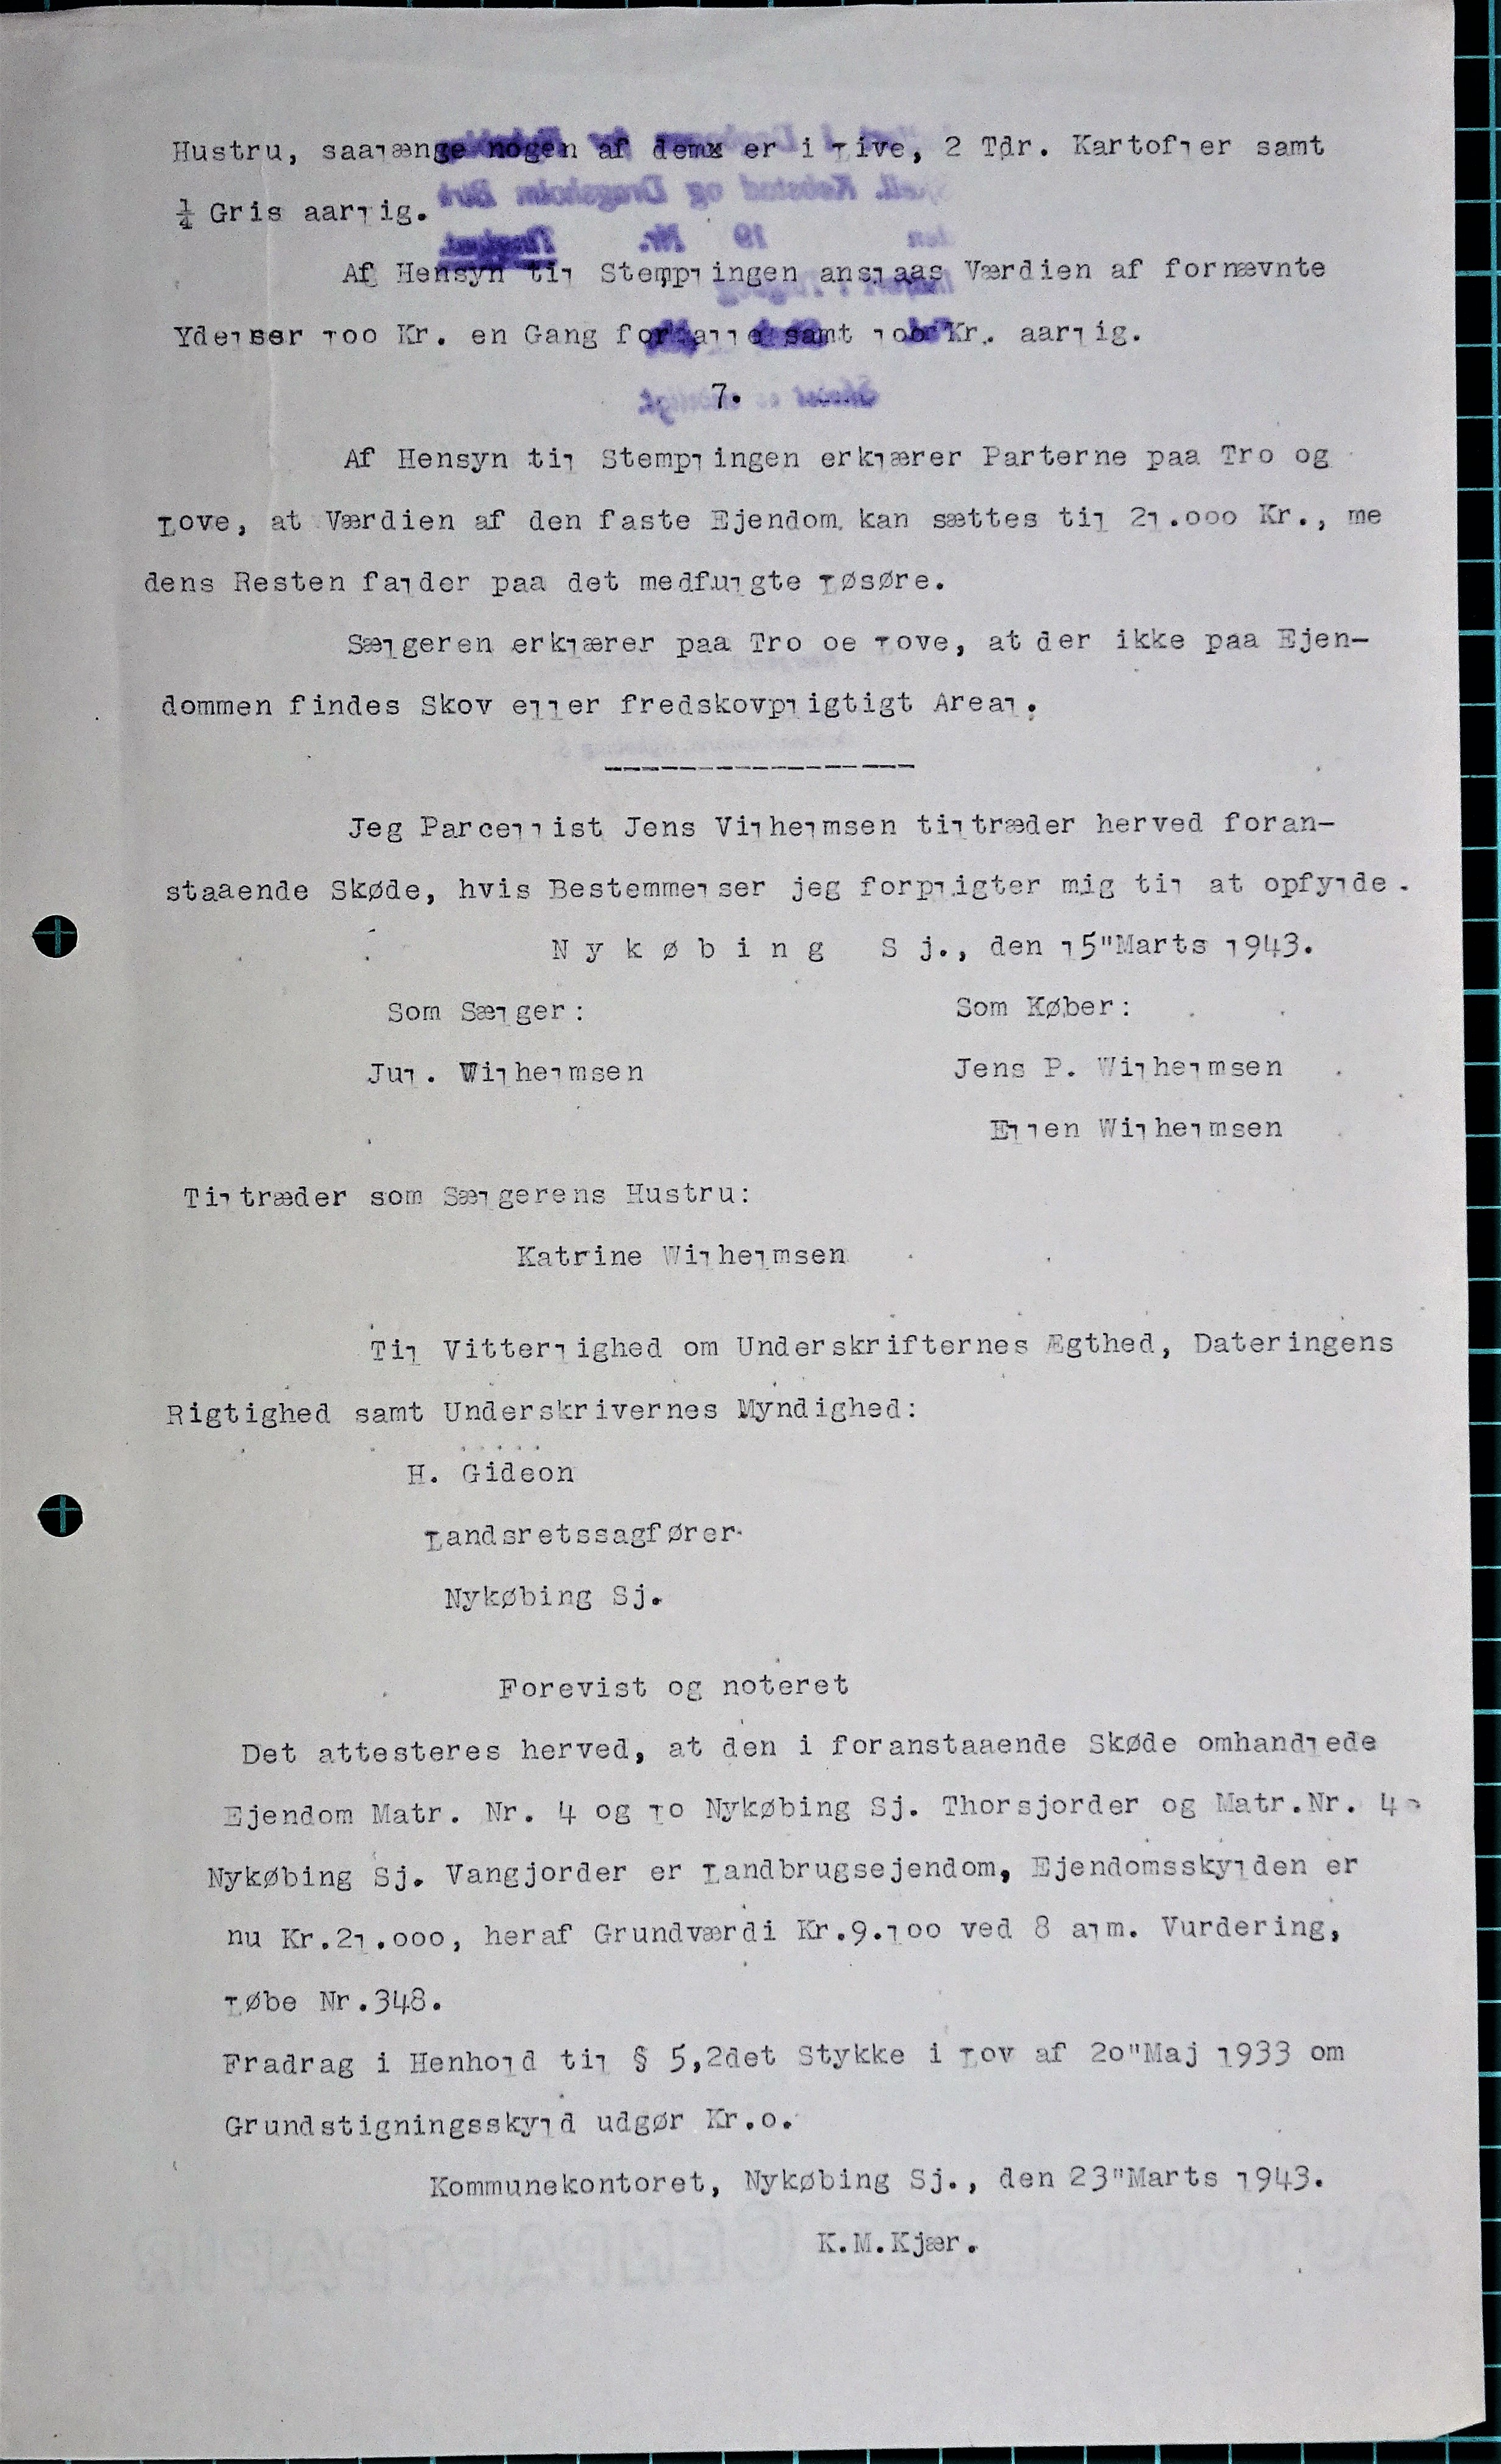 Hustru, saalænge nogen af demx er i Live, 2 Tdr. Kartofler samt
¼ Gris aarlig.
Af Hensyn til Stemplingen anslaas Værdien af fornævnte
Ydelser 100 Kr. en Gang for alle samt 100 Kr. aarlig.
7.
Af Hensyn til Stemplingen erklærer Parterne paa Tro og
Love, at Værdien af den faste Ejendom kan sættes til 21.000 Kr., me
dens Resten falder paa det medfulgte Løsøre.
Sælgeren erklærer paa Tro oe Love, at der ikke paa Ejen-
dommen findes Skov eller fredskovpligtigt Areal.
-----------------
Jeg Parcellist Jens Vilhelmsen tiltræder herved foran-
staaende Skøde, hvis Bestemmelser jeg forpligter mig til at opfylde.
Nykøbing Sj., den 15"Marts 1943.
Som Sælger: Som Køber:
Jul. Wilhelmsen Jens P. Wilhelmsen
Ellen Wilhelmsen
Tiltræder som Sælgerens Hustru:
Katrine Wilhelmsen
Til Vitterlighed om Underskrifternes Ægthed, Dateringens
Rigtighed samt Underskrivernes Myndighed:
H. Gideon
Landsretssagfører
Nykøbing Sj.
Forevist og noteret
Det attesteres herved, at den i foranstaaende Skøde omhandlede
Ejendom Matr. Nr. 4 og 10 Nykøbing Sj. Thorsjorder og Matr.Nr.
Nykøbing Sj. Vangjorder er Landbrugsejendom, Ejendomsskylden er
nu Kr.21.000, heraf Grundværdi Kr.9.100 ved 8 alm. Vurdering,
Løbe Nr.348.
Fradrag i Henhold til § 5,2det Stykke i Lov af 20"Maj 1933 om
Grundstigningsskyld udgør Kr.0.
Kommunekontoret, Nykøbing Sj., den 23"Marts 1943.
K.M.Kjær.